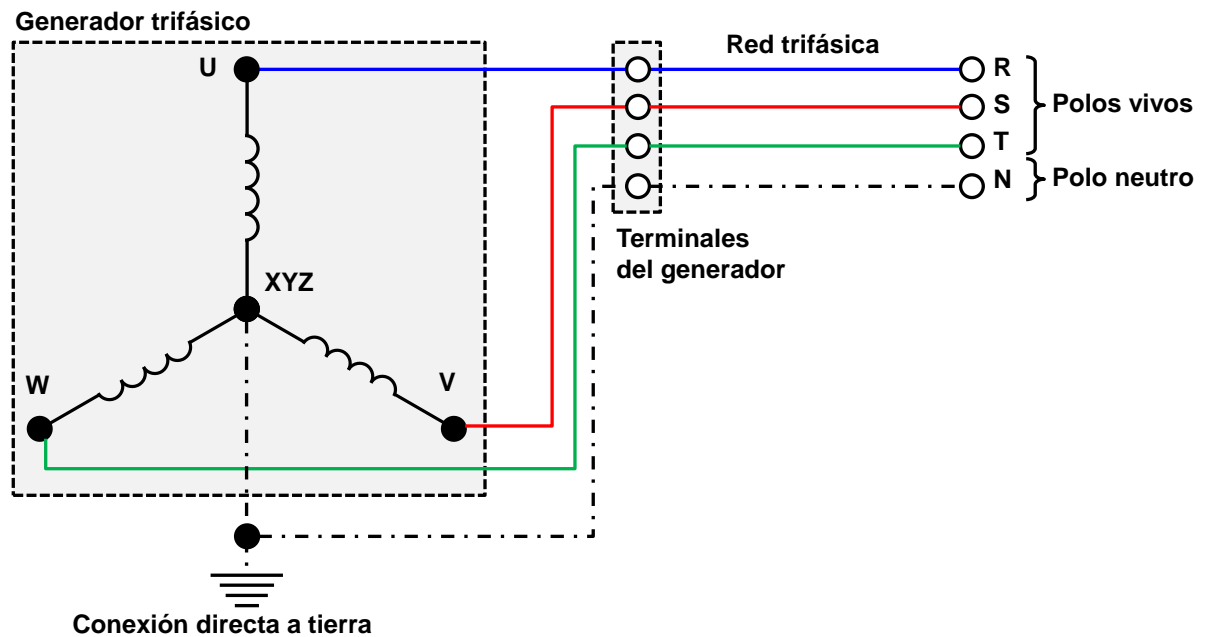 Generador trifásico
U
Red trifásica
R
S
Polos vivos
T
N
Polo neutro
Terminales
del generador
XYZ
W
V
Conexión directa a tierra